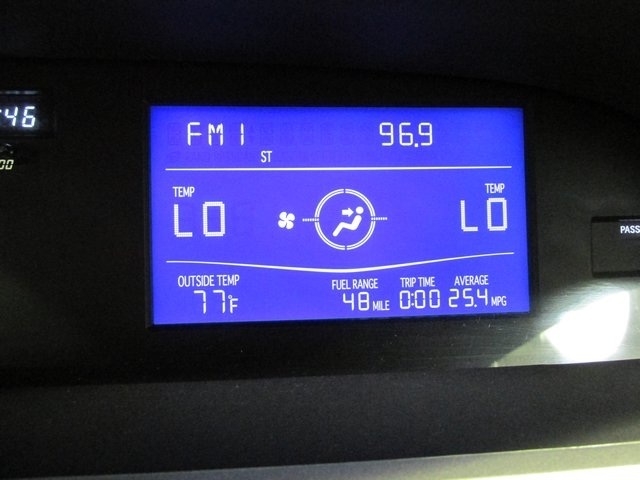 :46
00
FM1 96.9
ST
TEMP TEMP
LO LO
OUTSIDE TEMP FUEL RANGE TRIP TIME AVERAGE
77°F 48 MILE 0:00 25.4 MPG
PASS